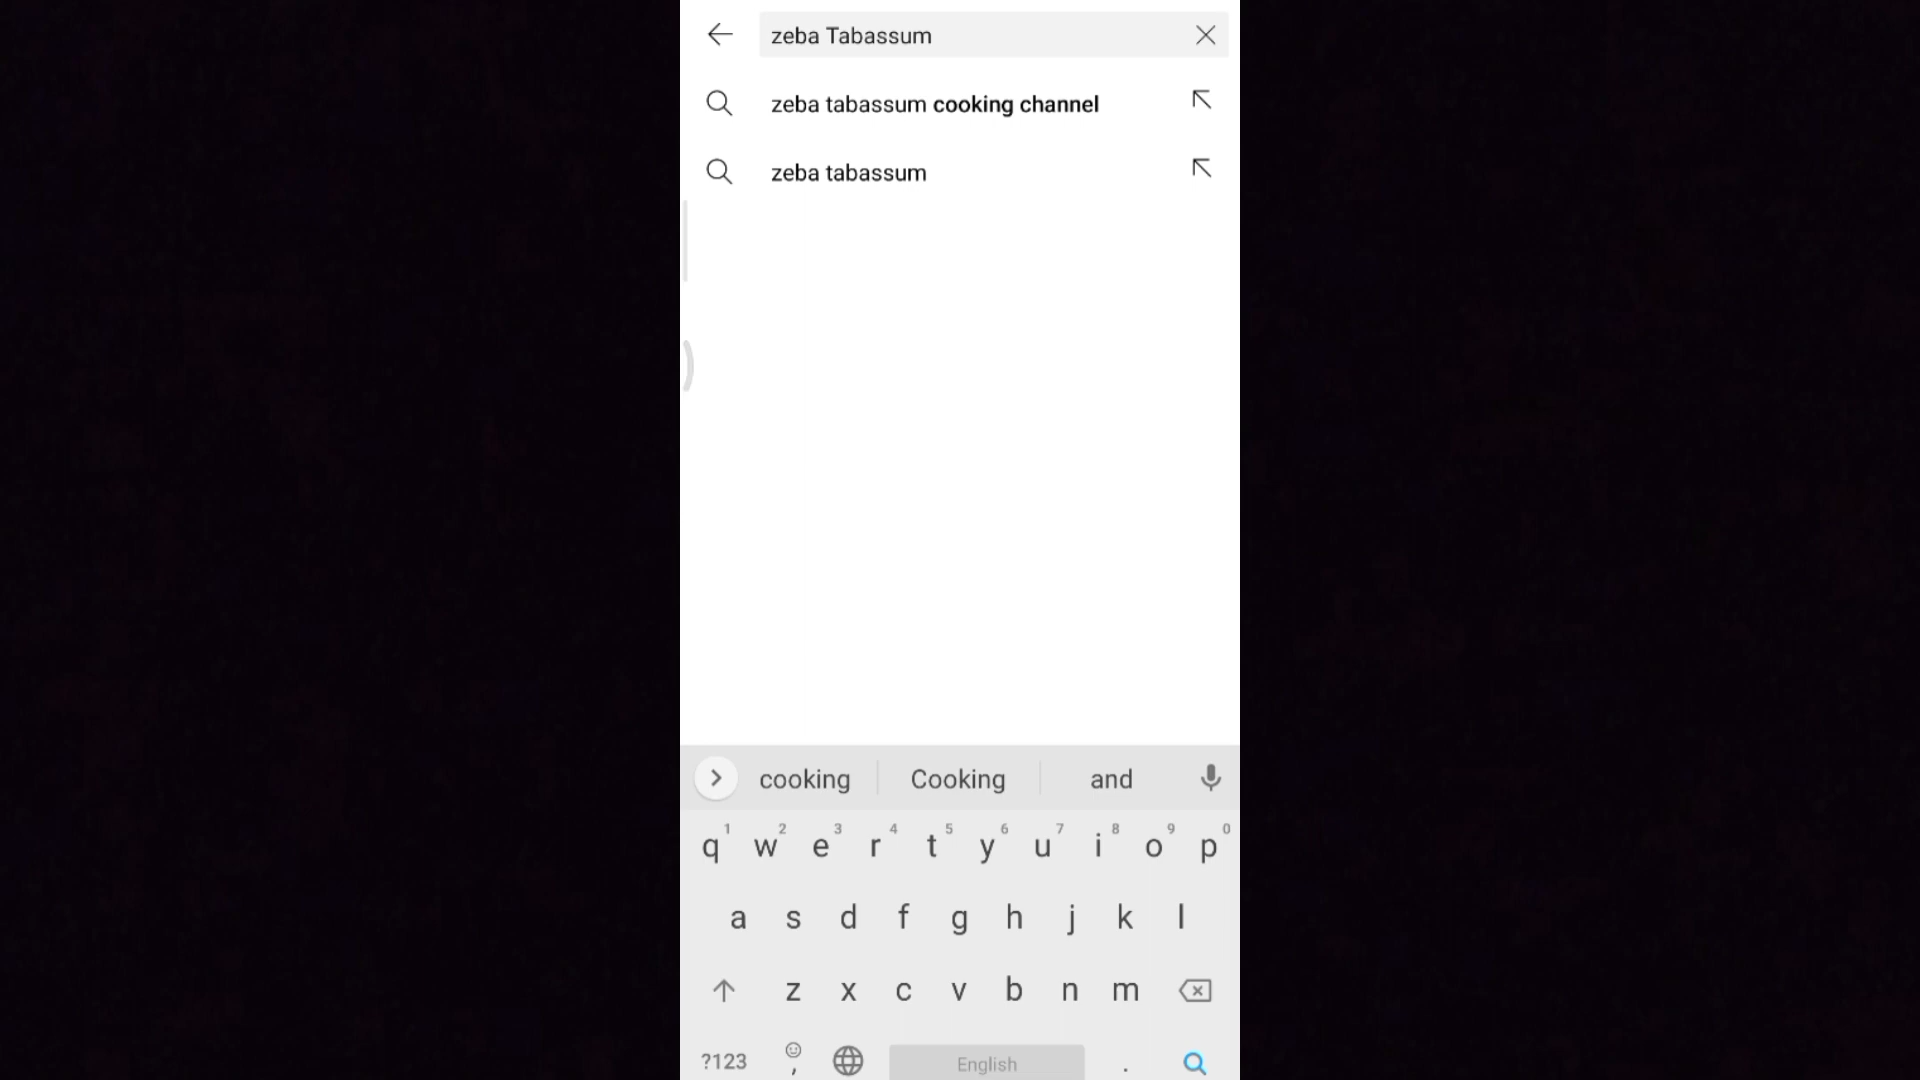 zeba Tabassum
zeba tabassum cooking channel
zeba tabassum
cooking Cooking and
1 2 3 4 5 6 7 8 9 0
q w e r t y u i o p
a s d f g h j k l
z x c v b n m
?123 , English .